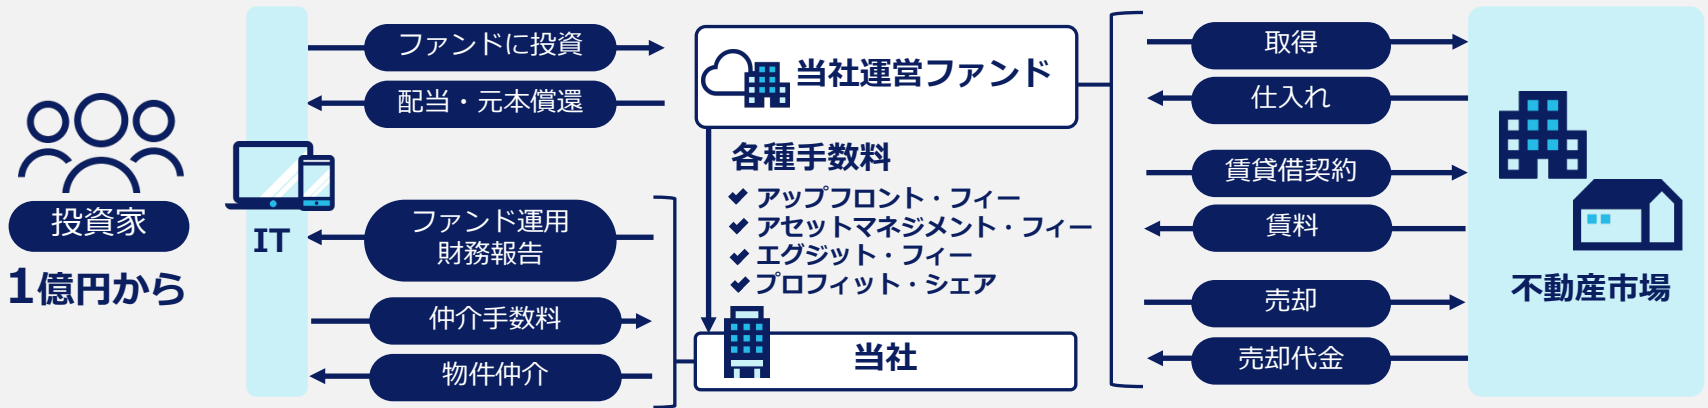 投資家
1億円から
IT
ファンドに投資
配当・元本償還
ファンド運用
財務報告
仲介手数料
物件仲介
当社運営ファンド
各種手数料
アップフロント・フィー
アセットマネジメント・フィー
エグジット・フィー
プロフィット・シェア
当社
取得
仕入れ
賃貸借契約
賃料
売却
売却代金
不動産市場